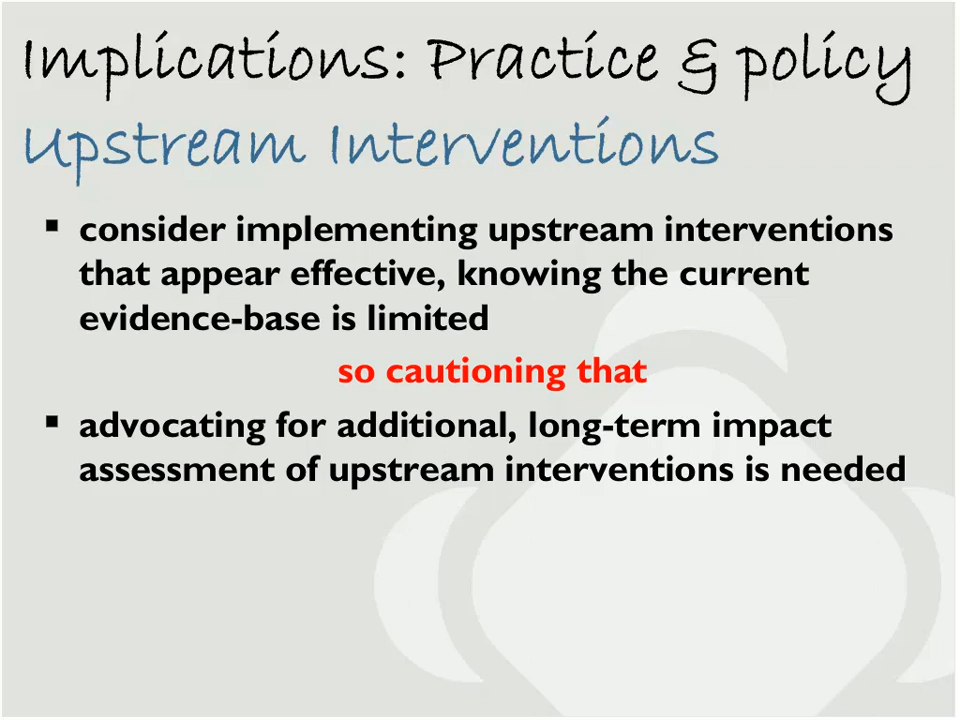 Implications: Practice & policy
Upstream Interventions
▪ consider implementing upstream interventions
that appear effective, knowing the current
evidence-base is limited
so cautioning that
▪ advocating for additional, long-term impact
assessment of upstream interventions is needed